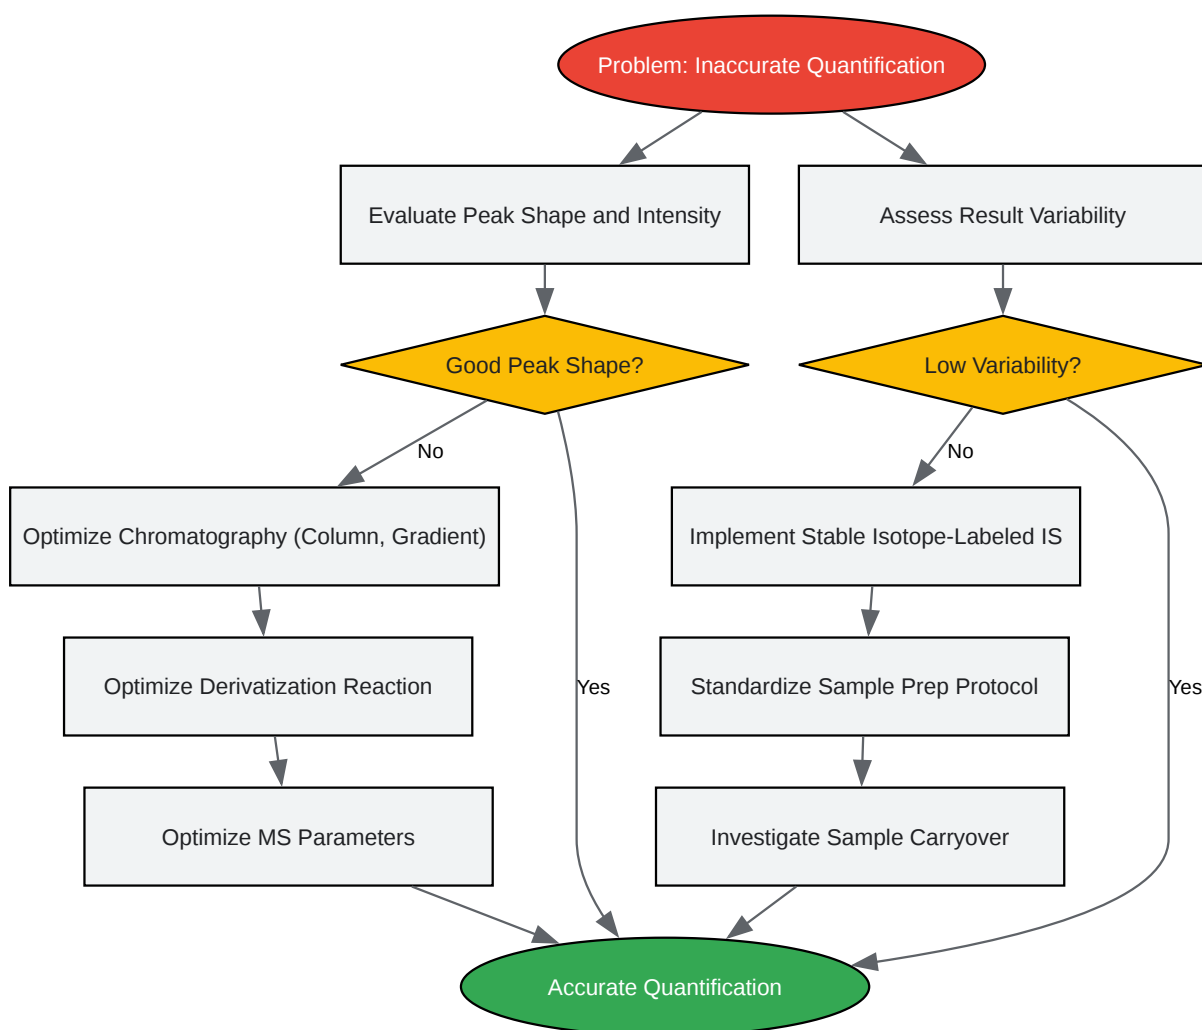 Problem: Inaccurate Quantification
Evaluate Peak Shape and Intensity
Assess Result Variability
Good Peak Shape?
Low Variability?
No
No
Optimize Chromatography (Column, Gradient)
Implement Stable Isotope-Labeled IS
Optimize Derivatization Reaction
Yes
Standardize Sample Prep Protocol
Yes
Optimize MS Parameters
Investigate Sample Carryover
Accurate Quantification